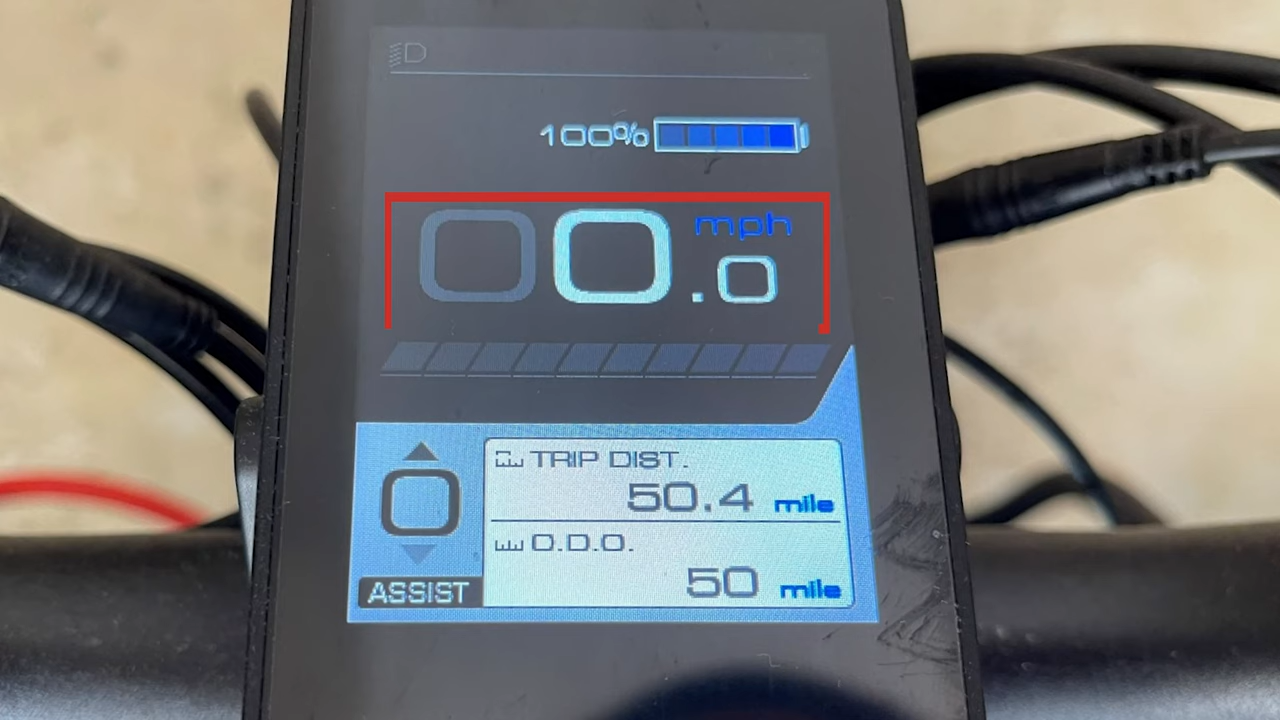 100%
mph
00.0
TRIP DIST.
50.4 mile
O.D.O.
0
50 mile
ASSIST